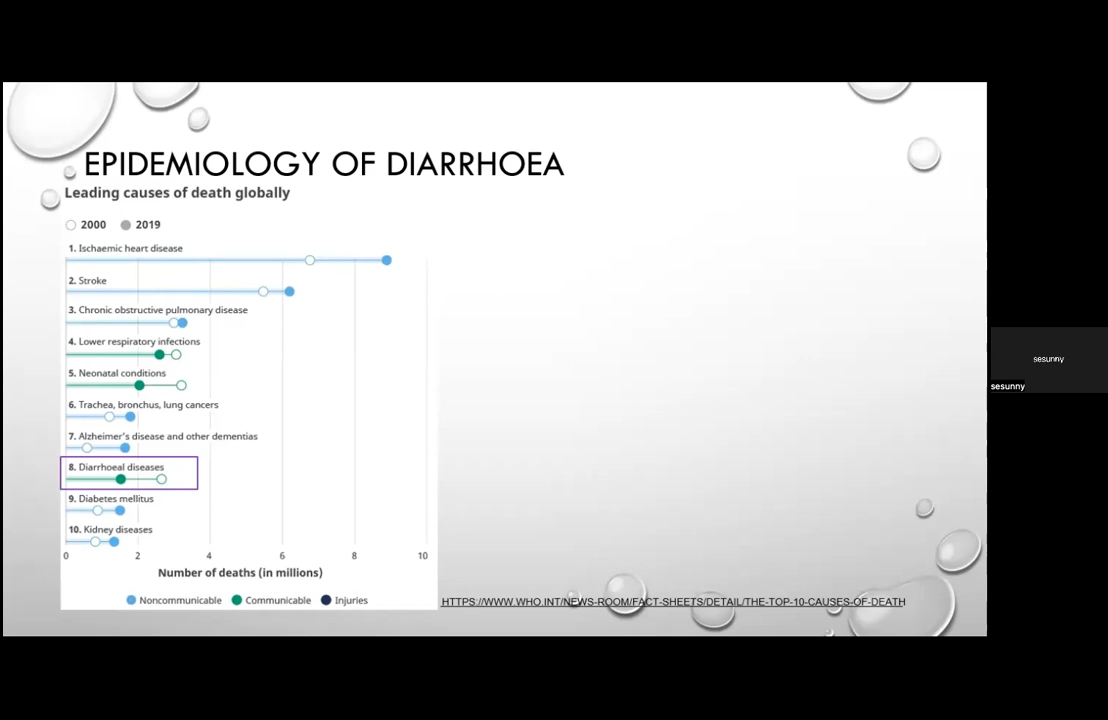 EPIDEMIOLOGY OF DIARRHOEA
Leading causes of death globally
2000 2019
1. Ischaemic heart disease
2. Stroke
3. Chronic obstructive pulmonary disease
4. Lower respiratory infections
5. Neonatal conditions
6. Trachea, bronchus, lung cancers
7. Alzheimer's disease and other dementias
8. Diarrhoeal diseases
9. Diabetes mellitus
10. Kidney diseases
0 2 4 6 8 10
Number of deaths (in millions)
Noncommunicable Communicable Injuries
HTTPS://WWW.WHO.INT/NEWS-ROOM/FACT-SHEETS/DETAIL/THE-TOP-10-CAUSES-OF-DEATH
sesunny
sesunny